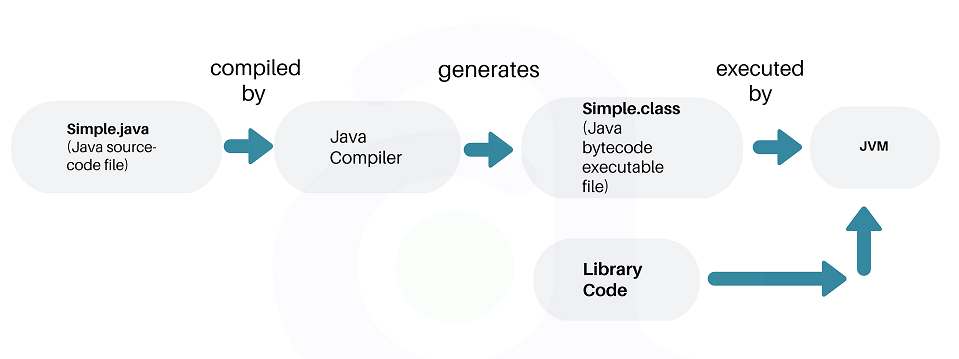 compiled
by
generates
executed
by
Simple.java
(Java source-
code file)
Java
Compiler
Simple.class
(Java
bytecode
executable
file)
JVM
Library
Code